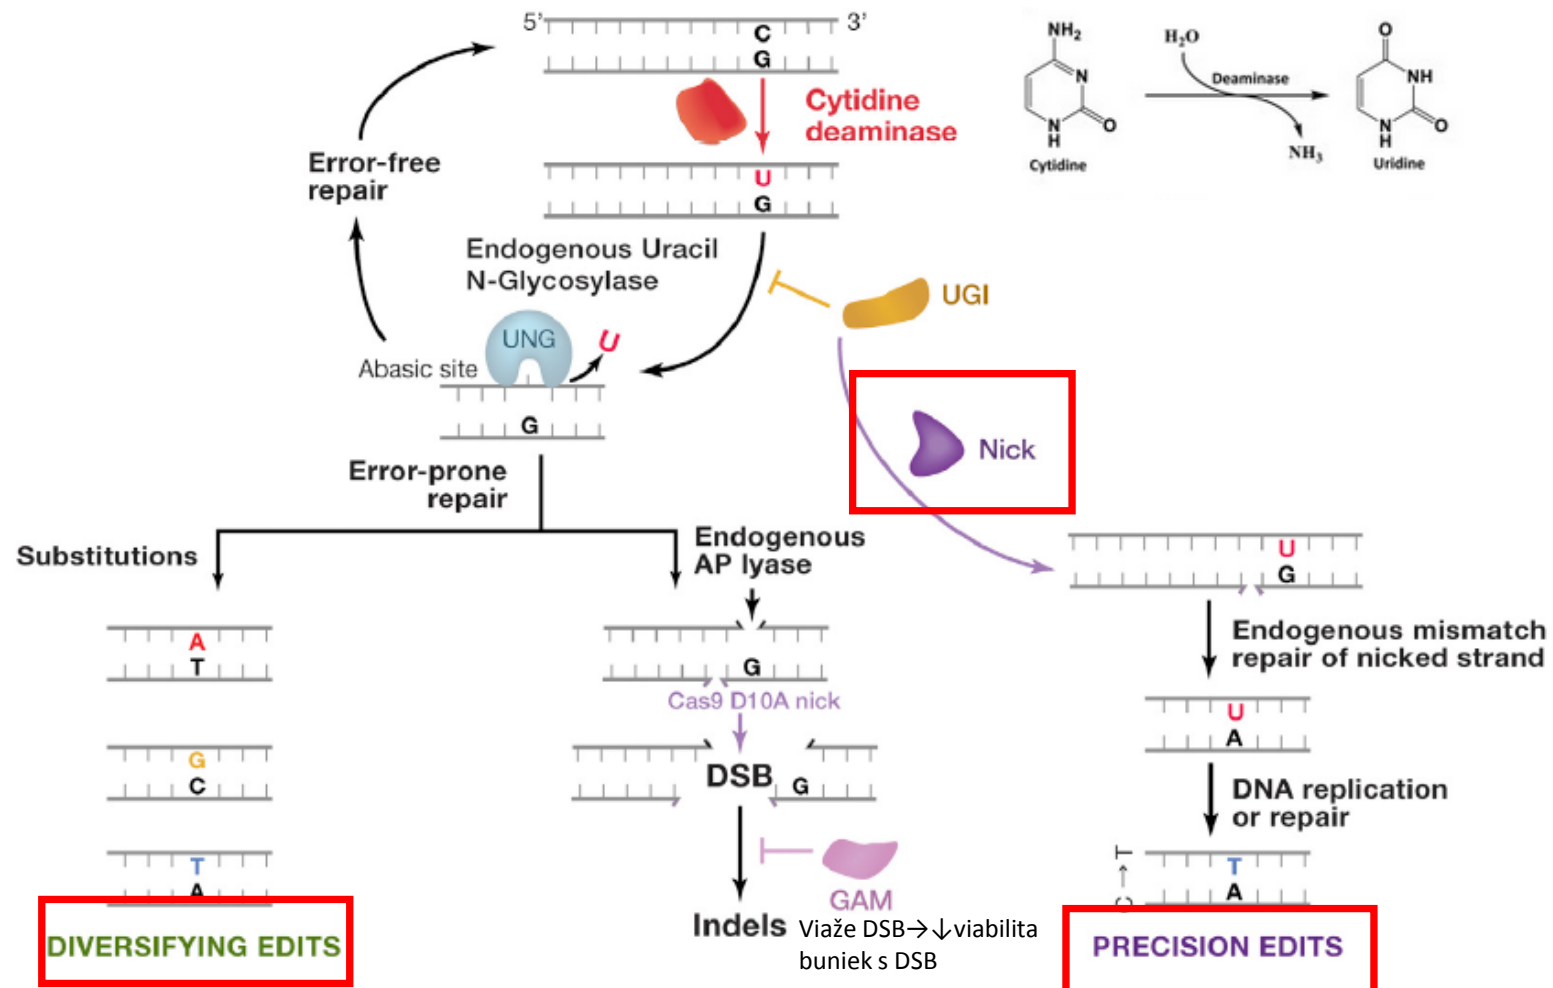 5’
3’
C
G
Cytidine
deaminase
U
G
Error-free
repair
NH₂
N
N
H
O
Cytidine
H₂O
Deaminase
NH₃
O
NH
N
H
O
Uridine
Endogenous Uracil
N-Glycosylase
UGI
UNG
U
Abasic site
G
Nick
Error-prone
repair
Substitutions
Endogenous
AP lyase
A
T
G
C
T
A
DIVERSIFYING EDITS
G
Cas9 D10A nick
DSB
G
GAM
Indels
Viaže DSB→↓viabilita
buniek s DSB
U
G
Endogenous mismatch
repair of nicked strand
U
A
DNA replication
or repair
C → T
T
A
PRECISION EDITS